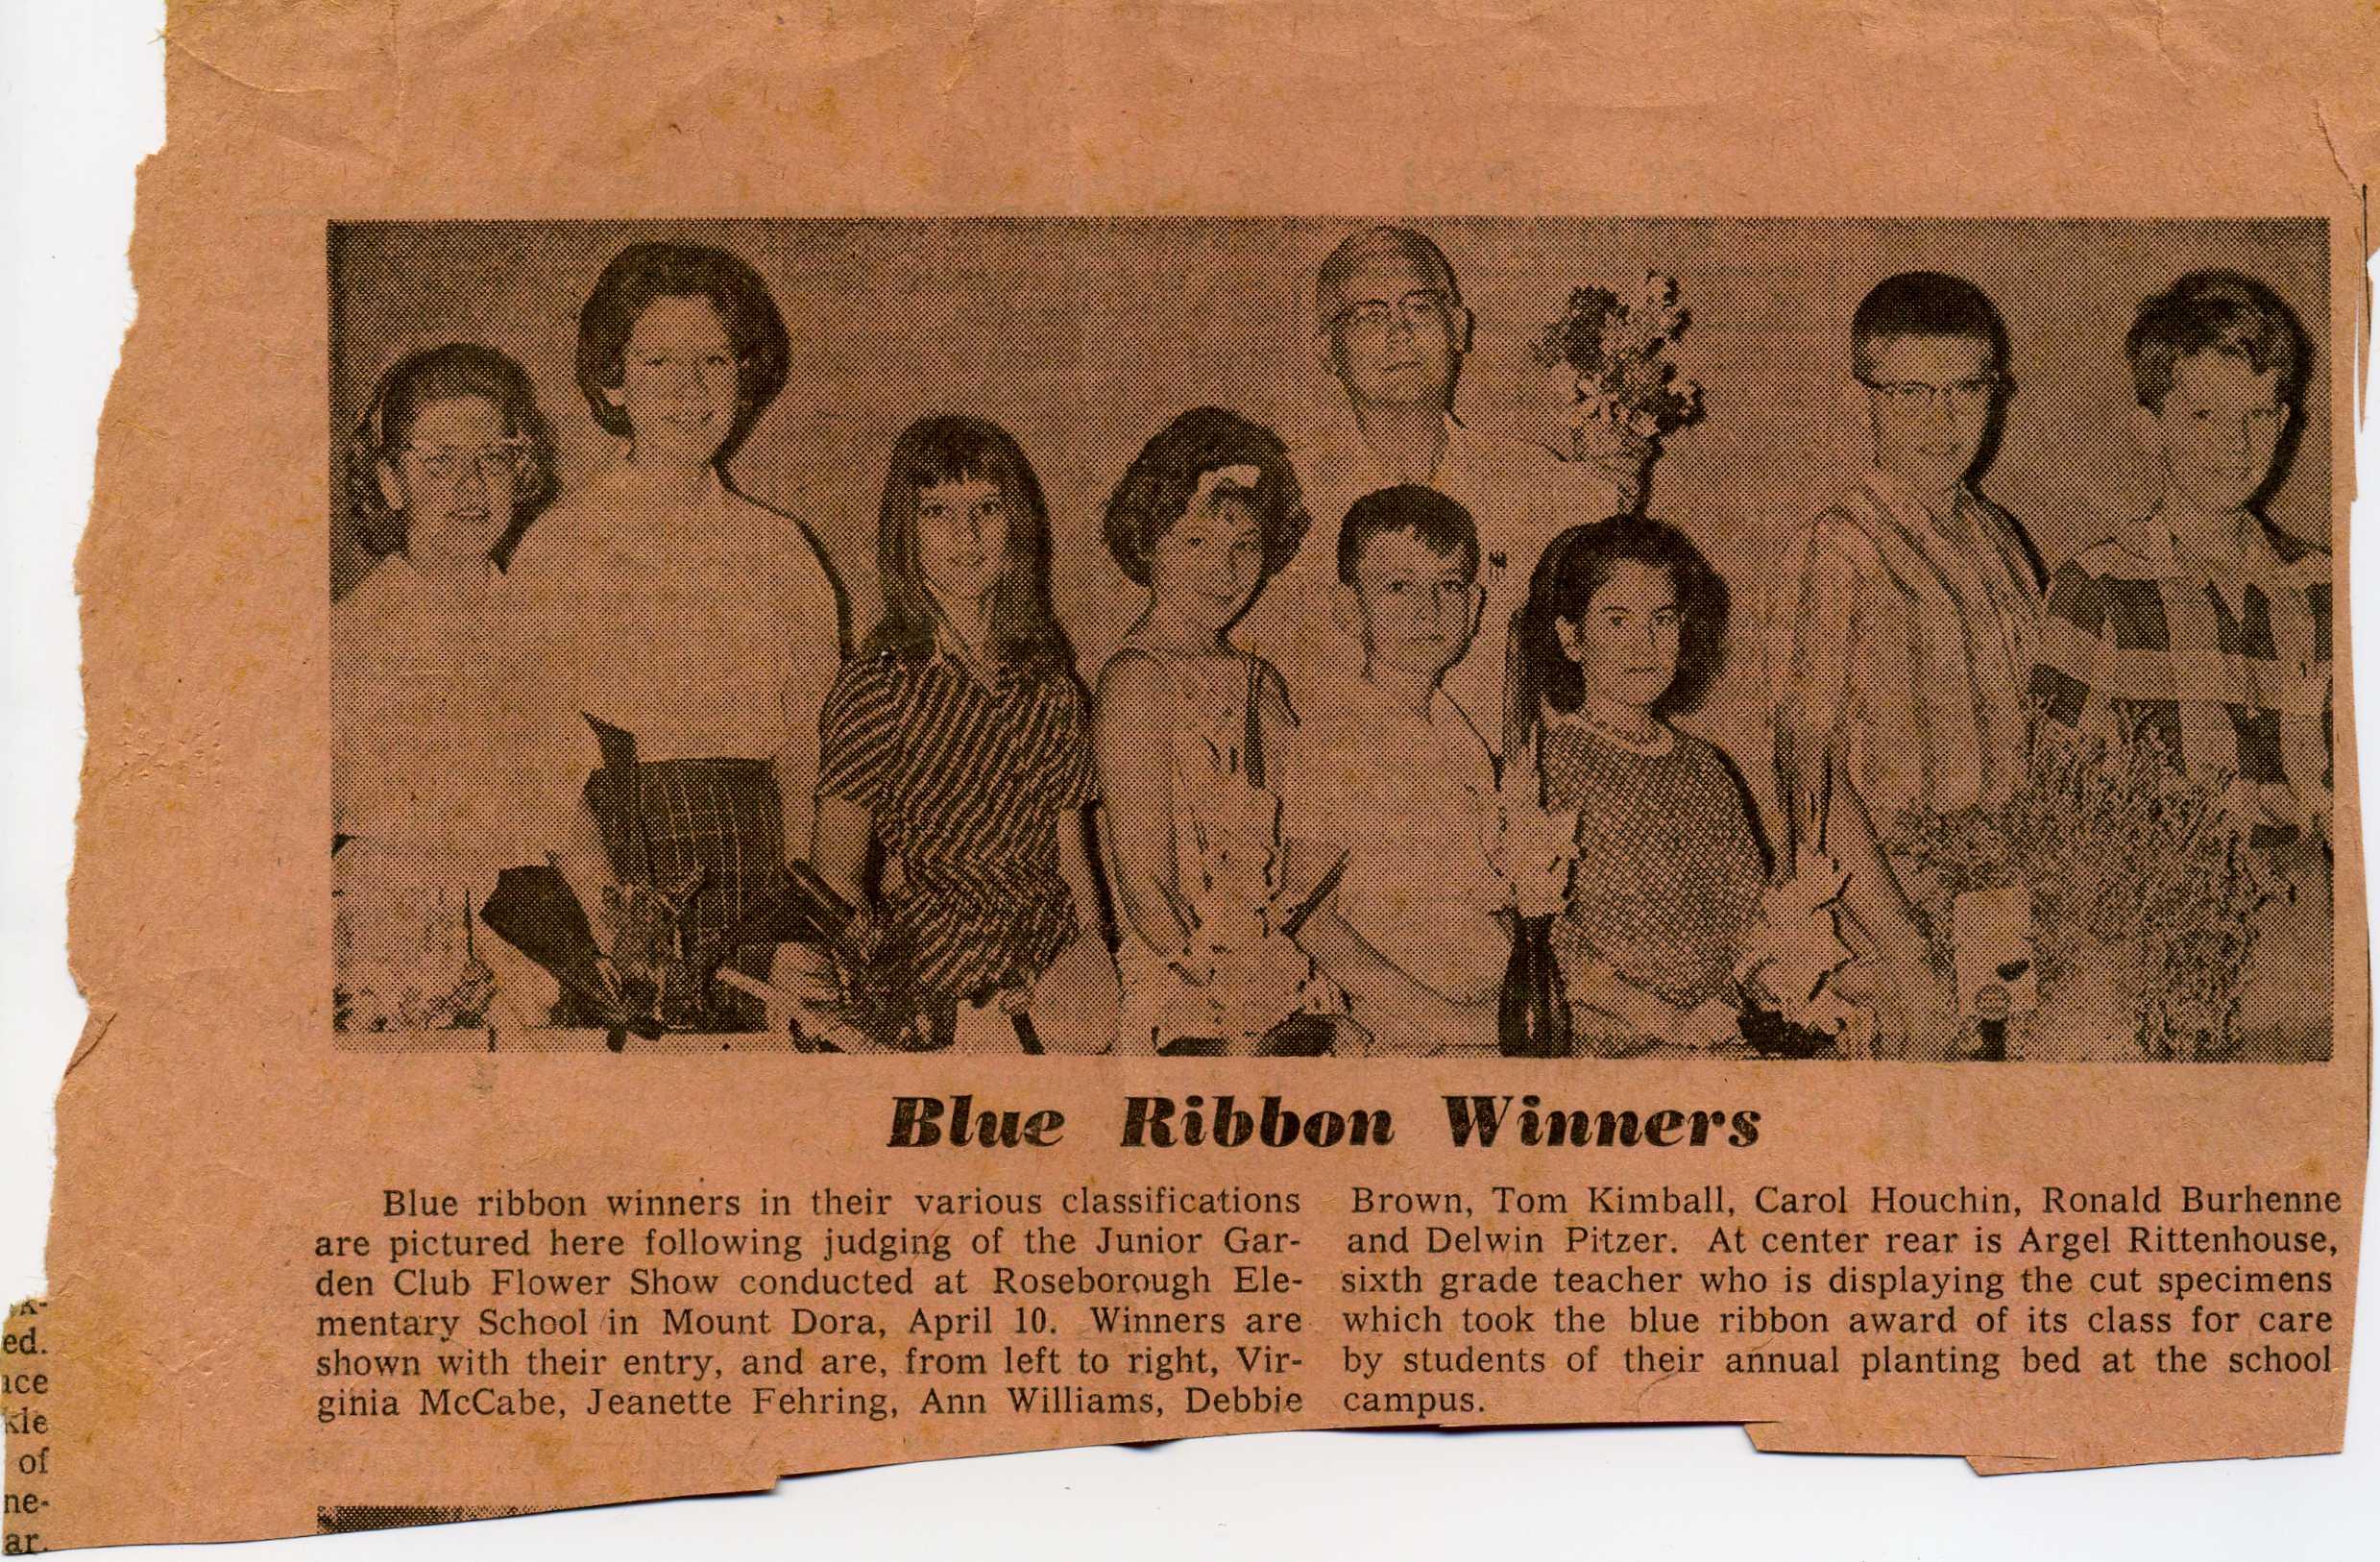 Blue Ribbon Winners
Blue ribbon winners in their various classifications
are pictured here following judging of the Junior Gar-
den Club Flower Show conducted at Roseborough Ele-
mentary School in Mount Dora, April 10. Winners are
shown with their entry, and are, from left to right, Vir-
ginia McCabe, Jeanette Fehring, Ann Williams, Debbie
Brown, Tom Kimball, Carol Houchin, Ronald Burhenne
and Delwin Pitzer. At center rear is Argel Rittenhouse,
sixth grade teacher who is displaying the cut specimens
which took the blue ribbon award of its class for care
by students of their annual planting bed at the school
campus.
ed.
of
ne-
ar.